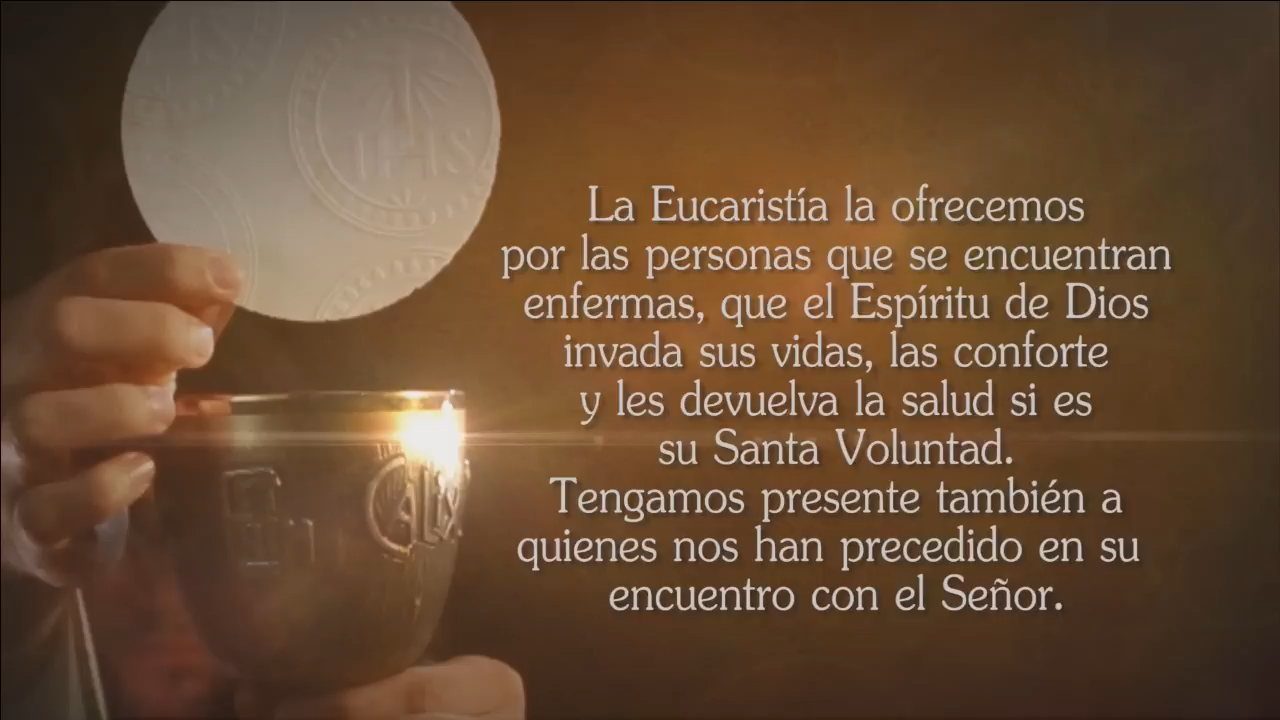 IHS
La Eucaristía la ofrecemos
por las personas que se encuentran
enfermas, que el Espíritu de Dios
invada sus vidas, las conforte
y les devuelva la salud si es
su Santa Voluntad.
Tengamos presente también a
quienes nos han precedido en su
encuentro con el Señor.